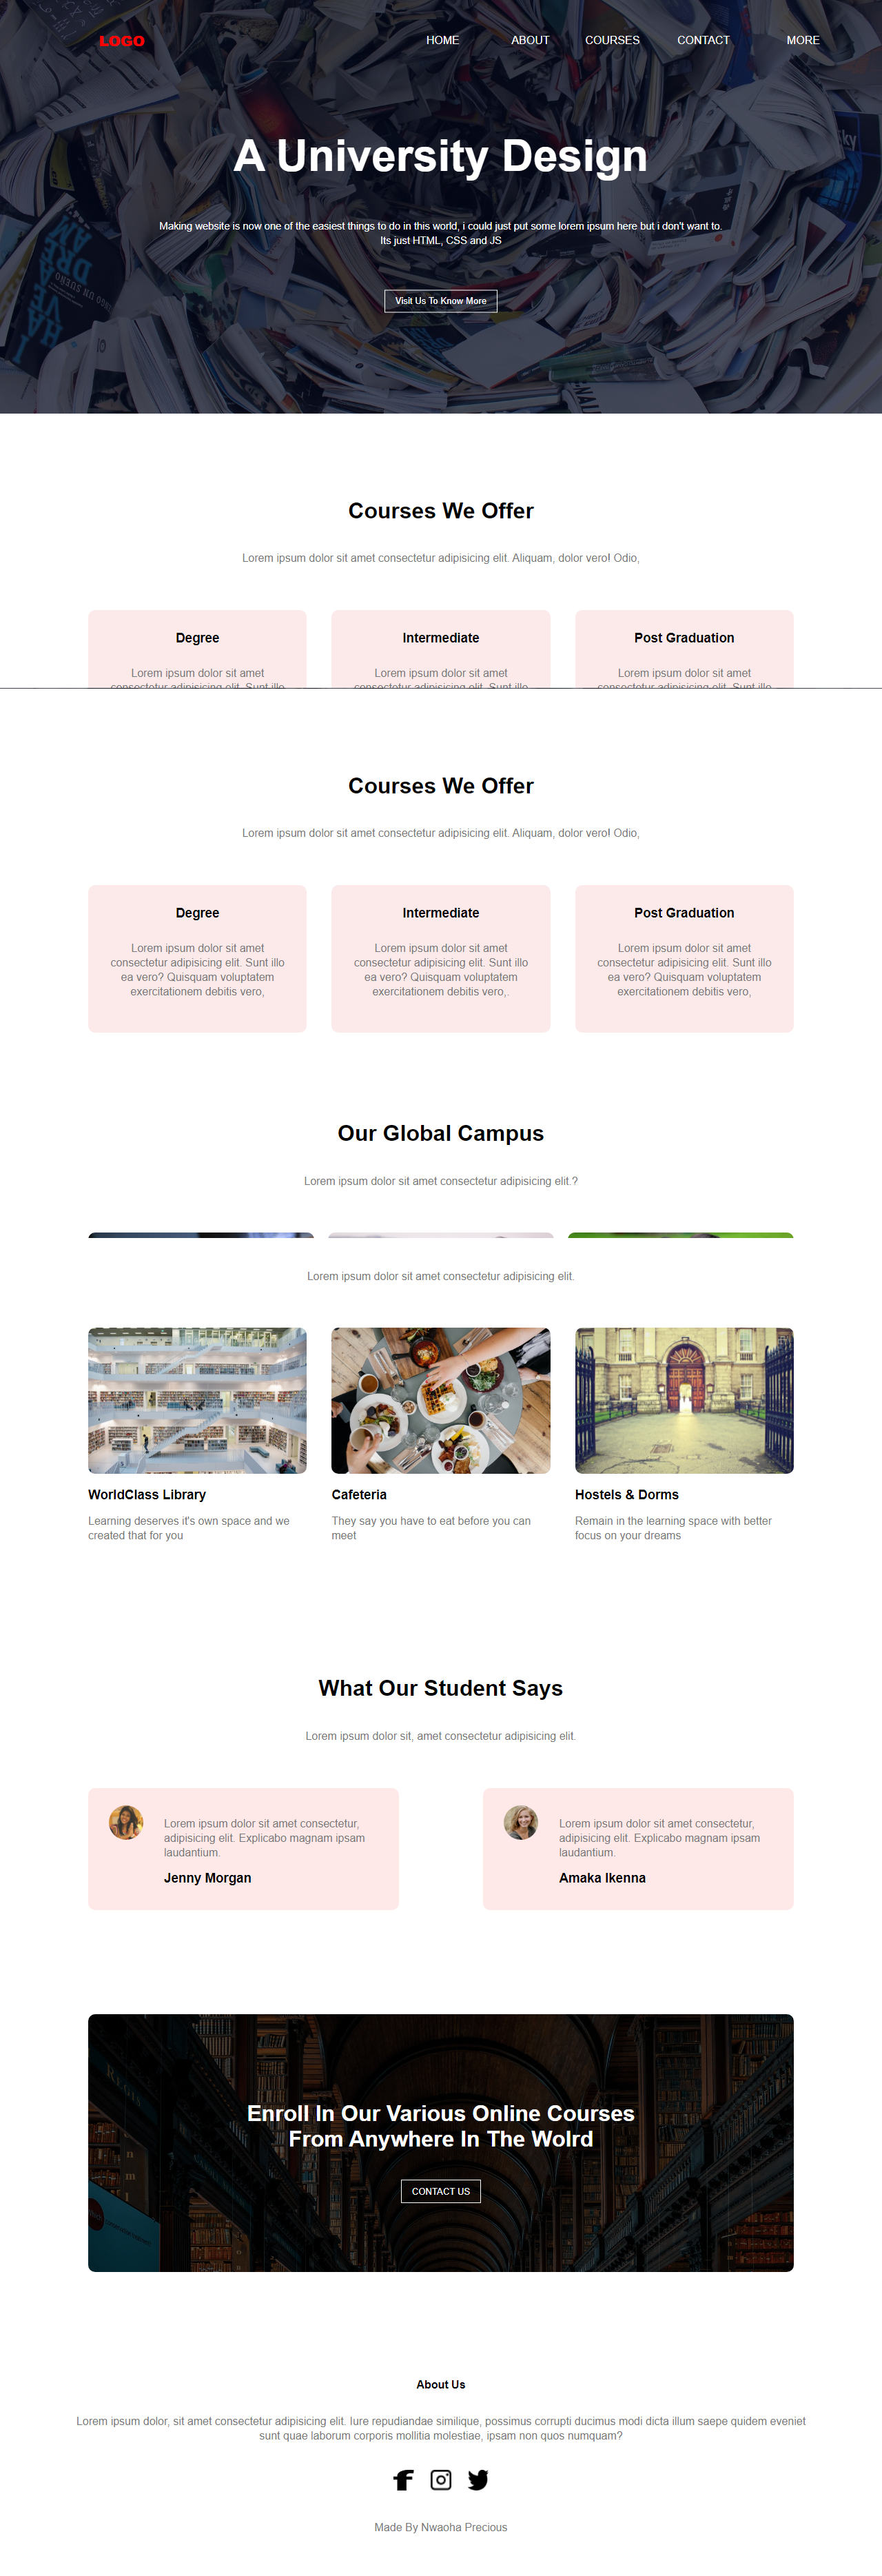 LOGO
HOME
ABOUT
COURSES
CONTACT
MORE
A University Design
Making website is now one of the easiest things to do in this world, i could just put some lorem ipsum here but i don't want to.
Its just HTML, CSS and JS
Visit Us To Know More
Courses We Offer
Lorem ipsum dolor sit amet consectetur adipisicing elit. Aliquam, dolor vero! Odio,
Degree
Lorem ipsum dolor sit amet
consectetur adipisicing elit. Sunt illo
Intermediate
Lorem ipsum dolor sit amet
consectetur adipisicing elit. Sunt illo
Post Graduation
Lorem ipsum dolor sit amet
consectetur adipisicing elit. Sunt illo
Courses We Offer
Lorem ipsum dolor sit amet consectetur adipisicing elit. Aliquam, dolor vero! Odio,
Degree
Lorem ipsum dolor sit amet
consectetur adipisicing elit. Sunt illo
ea vero? Quisquam voluptatem
exercitationem debitis vero,
Intermediate
Lorem ipsum dolor sit amet
consectetur adipisicing elit. Sunt illo
ea vero? Quisquam voluptatem
exercitationem debitis vero,.
Post Graduation
Lorem ipsum dolor sit amet
consectetur adipisicing elit. Sunt illo
ea vero? Quisquam voluptatem
exercitationem debitis vero,
Our Global Campus
Lorem ipsum dolor sit amet consectetur adipisicing elit.?
Lorem ipsum dolor sit amet consectetur adipisicing elit.
WorldClass Library
Learning deserves it's own space and we
created that for you
Cafeteria
They say you have to eat before you can
meet
Hostels & Dorms
Remain in the learning space with better
focus on your dreams
What Our Student Says
Lorem ipsum dolor sit, amet consectetur adipisicing elit.
Lorem ipsum dolor sit amet consectetur,
adipisicing elit. Explicabo magnam ipsam
laudantium.
Jenny Morgan
Lorem ipsum dolor sit amet consectetur,
adipisicing elit. Explicabo magnam ipsam
laudantium.
Amaka Ikenna
Enroll In Our Various Online Courses
From Anywhere In The Wolrd
CONTACT US
About Us
Lorem ipsum dolor, sit amet consectetur adipisicing elit. Iure repudiandae similique, possimus corrupti ducimus modi dicta illum saepe quidem eveniet
sunt quae laborum corporis mollitia molestiae, ipsam non quos numquam?
Made By Nwaoha Precious